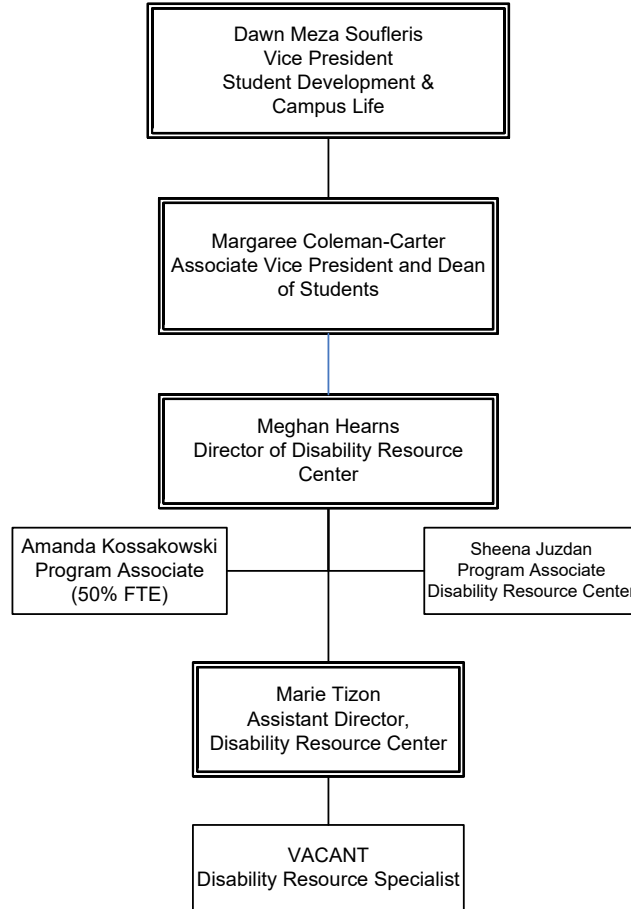 Dawn Meza Soufleris
Vice President
Student Development &
Campus Life
Margaree Coleman-Carter
Associate Vice President and Dean
of Students
Meghan Hearns
Director of Disability Resource
Center
Amanda Kossakowski
Program Associate
(50% FTE)
Sheena Juzdan
Program Associate
Disability Resource Center
Marie Tizon
Assistant Director,
Disability Resource Center
VACANT
Disability Resource Specialist